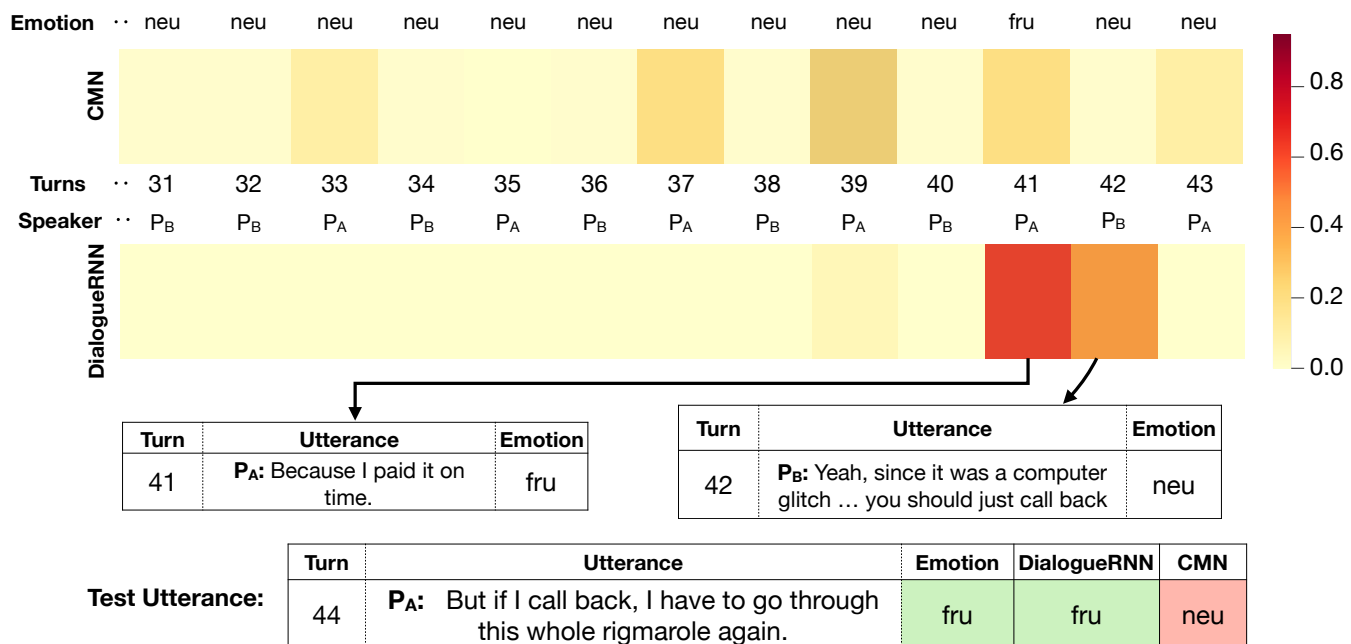 Emotion ·· neu neu neu neu neu neu neu neu neu neu fru neu neu
CMN
Turns ·· 31 32 33 34 35 36 37 38 39 40 41 42 43
Speaker ·· PB PB PA PB PA PB PA PB PA PB PA PB PA
DialogueRNN
0.8
0.6
0.4
0.2
0.0
Turn Utterance Emotion
41 PA: Because I paid it on
time. fru
Turn Utterance Emotion
42 PB: Yeah, since it was a computer
glitch … you should just call back neu
Test Utterance:
Turn Utterance Emotion DialogueRNN CMN
44 PA: But if I call back, I have to go through
this whole rigmarole again. fru fru neu